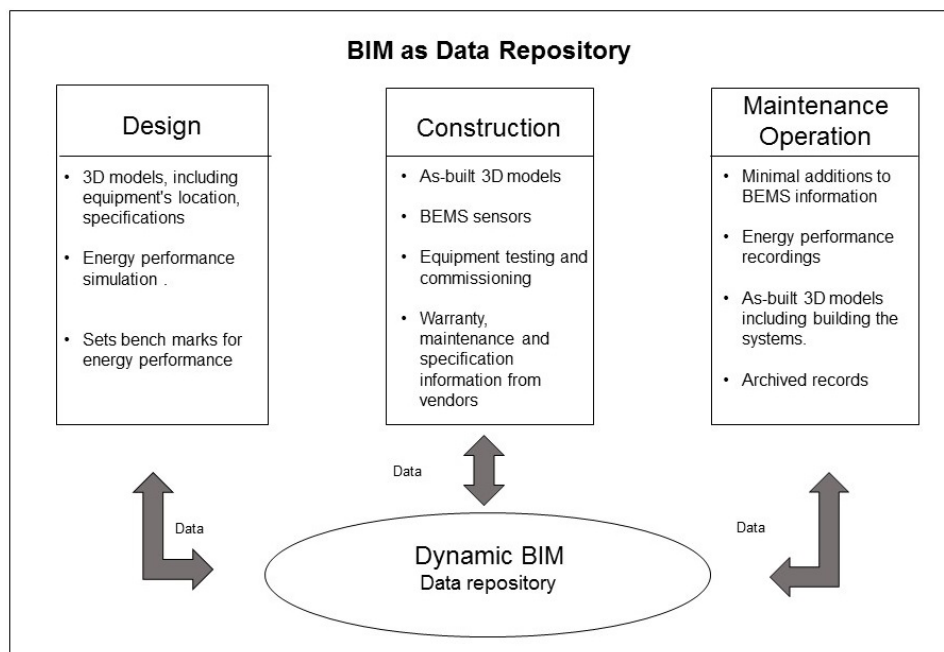 BIM as Data Repository
Design
• 3D models, including
equipment's location,
specifications
• Energy performance
simulation .
• Sets bench marks for
energy performance
Construction
• As-built 3D models
• BEMS sensors
• Equipment testing and
commissioning
• Warranty,
maintenance and
specification
information from
vendors
Maintenance
Operation
• Minimal additions to
BEMS information
• Energy performance
recordings
• As-built 3D models
including building the
systems.
• Archived records
Data
Data
Data
Dynamic BIM
Data repository